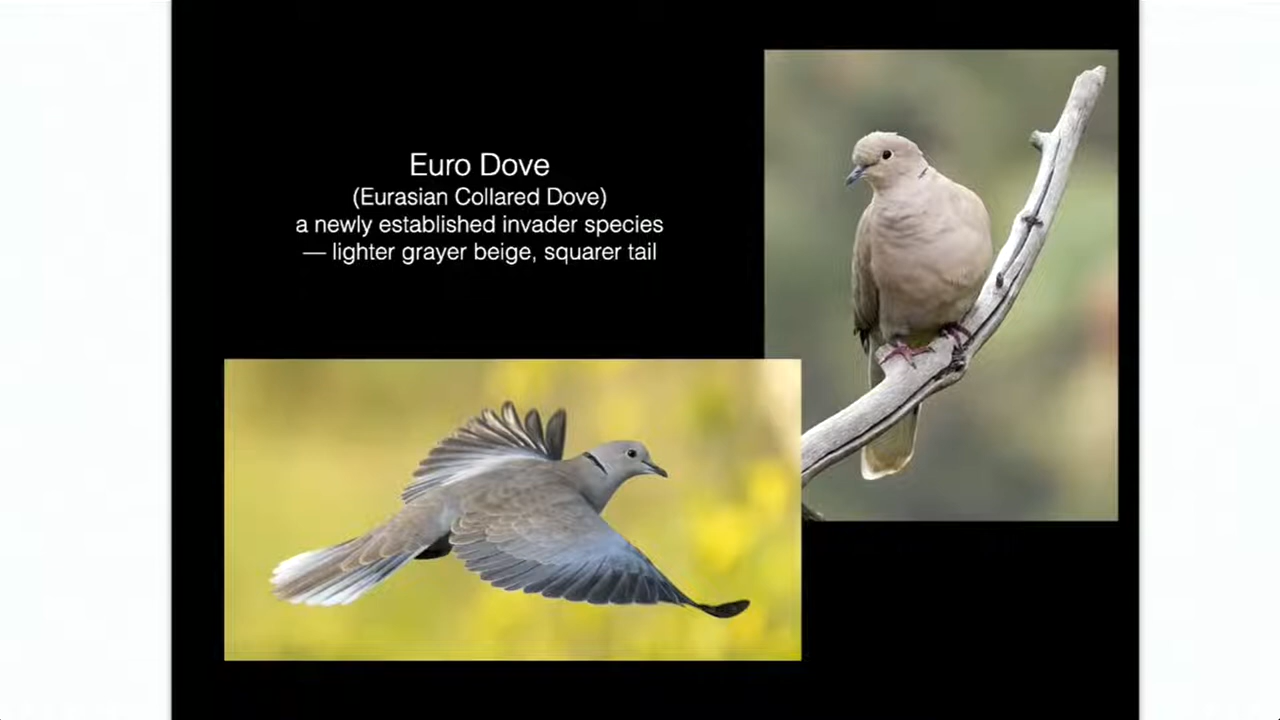 Euro Dove
(Eurasian Collared Dove)
a newly established invader species
— lighter grayer beige, squarer tail